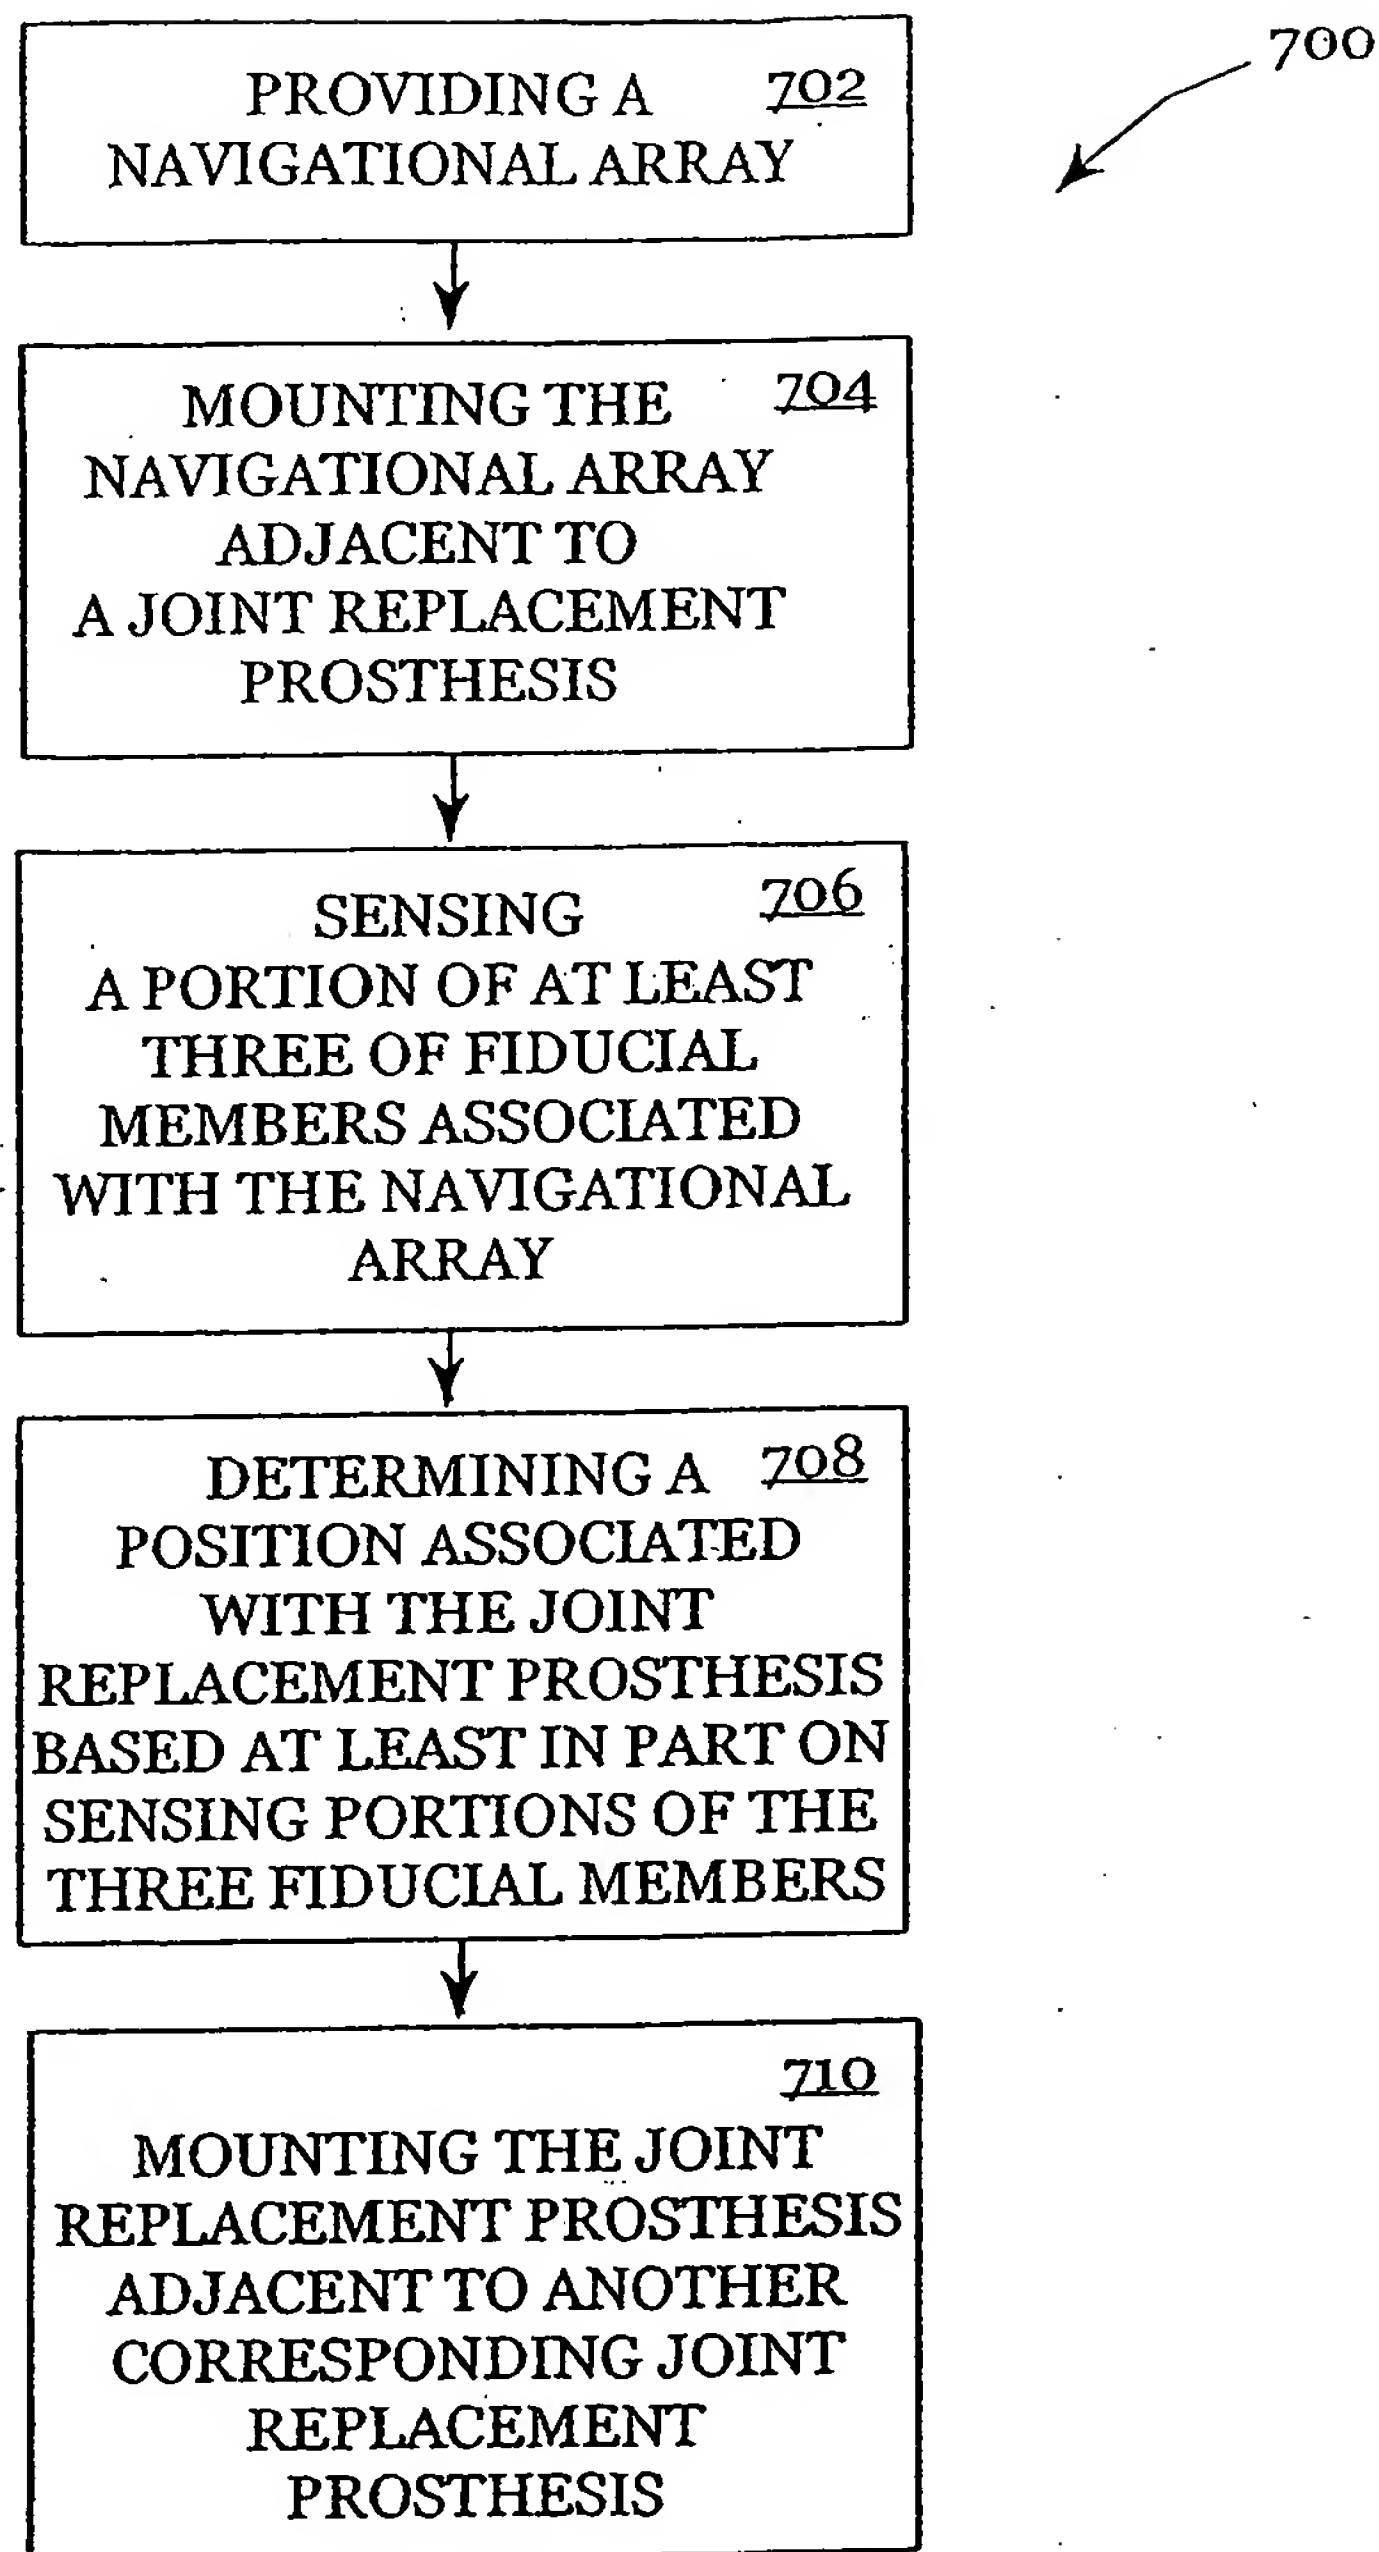 700
PROVIDING A 702
NAVIGATIONAL ARRAY
MOUNTING THE 704
NAVIGATIONAL ARRAY
ADJACENT TO
A JOINT REPLACEMENT
PROSTHESIS
SENSING 706
A PORTION OF AT LEAST
THREE OF FIDUCIAL
MEMBERS ASSOCIATED
WITH THE NAVIGATIONAL
ARRAY
DETERMINING A 708
POSITION ASSOCIATED
WITH THE JOINT
REPLACEMENT PROSTHESIS
BASED AT LEAST IN PART ON
SENSING PORTIONS OF THE
THREE FIDUCIAL MEMBERS
710
MOUNTING THE JOINT
REPLACEMENT PROSTHESIS
ADJACENT TO ANOTHER
CORRESPONDING JOINT
REPLACEMENT
PROSTHESIS